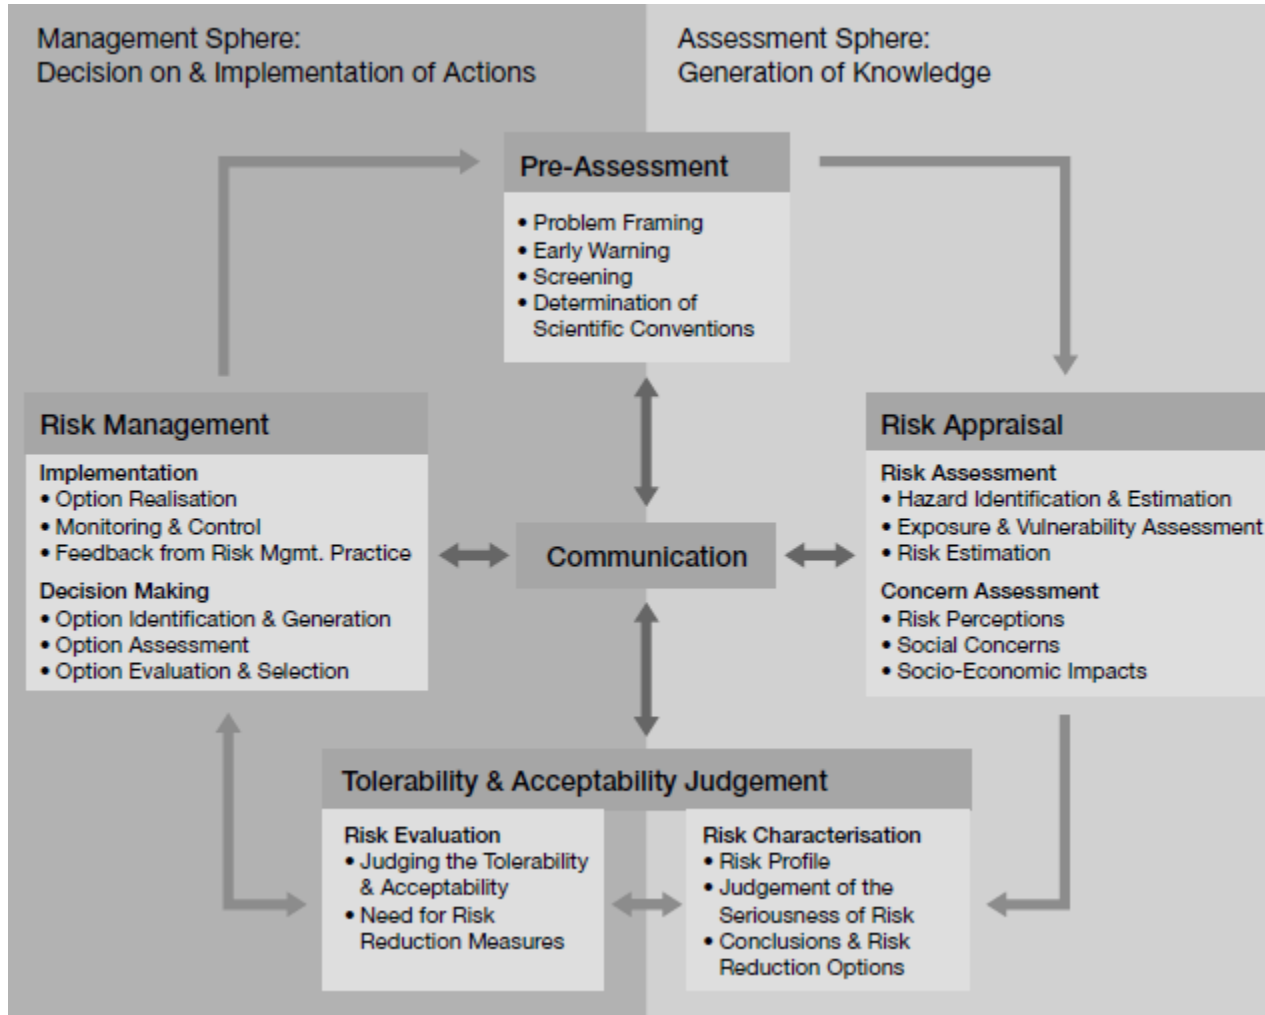 Management Sphere:
Decision on & Implementation of Actions
Assessment Sphere:
Generation of Knowledge
Pre-Assessment
• Problem Framing
• Early Warning
• Screening
• Determination of
Scientific Conventions
Risk Management
Implementation
• Option Realisation
• Monitoring & Control
• Feedback from Risk Mgmt. Practice
Decision Making
• Option Identification & Generation
• Option Assessment
• Option Evaluation & Selection
Communication
Risk Appraisal
Risk Assessment
• Hazard Identification & Estimation
• Exposure & Vulnerability Assessment
• Risk Estimation
Concern Assessment
• Risk Perceptions
• Social Concerns
• Socio-Economic Impacts
Tolerability & Acceptability Judgement
Risk Evaluation
• Judging the Tolerability
& Acceptability
• Need for Risk
Reduction Measures
Risk Characterisation
• Risk Profile
• Judgement of the
Seriousness of Risk
• Conclusions & Risk
Reduction Options